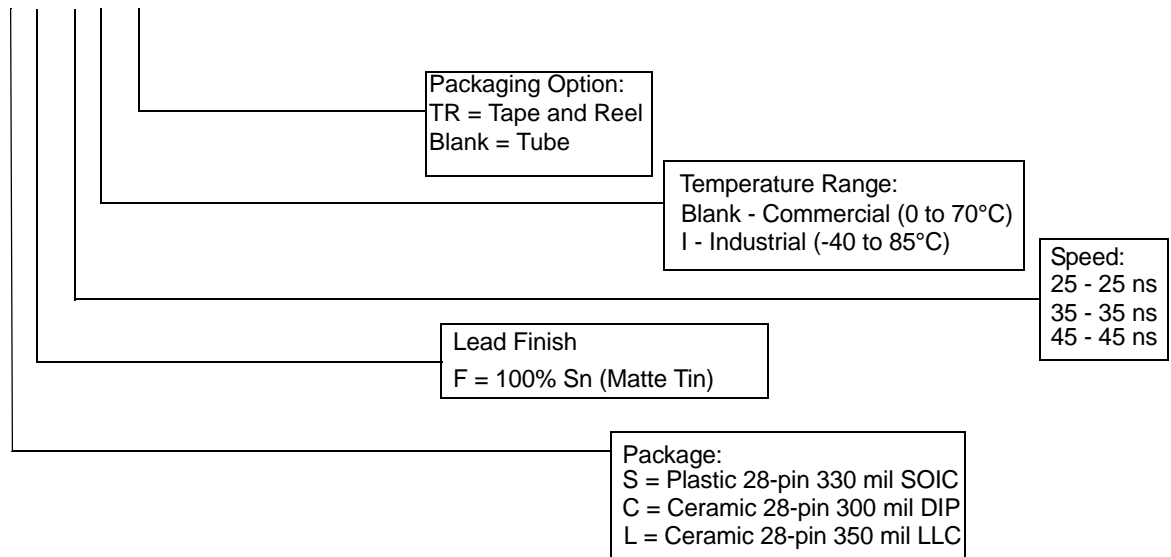 Packaging Option:
TR = Tape and Reel
Blank = Tube
Temperature Range:
Blank - Commercial (0 to 70°C)
I - Industrial (-40 to 85°C)
Speed:
25 - 25 ns
35 - 35 ns
45 - 45 ns
Lead Finish
F = 100% Sn (Matte Tin)
Package:
S = Plastic 28-pin 330 mil SOIC
C = Ceramic 28-pin 300 mil DIP
L = Ceramic 28-pin 350 mil LLC